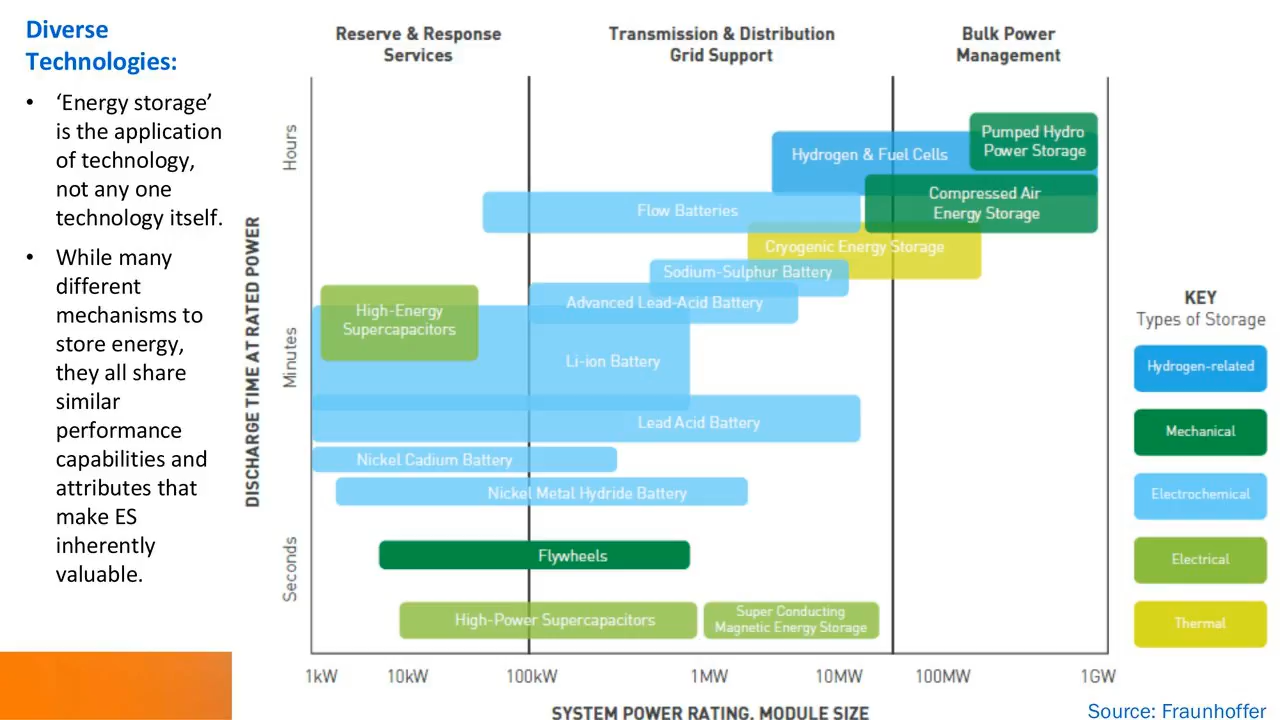 Diverse
Technologies:
• ‘Energy storage’
is the application
of technology,
not any one
technology itself.
• While many
different
mechanisms to
store energy,
they all share
similar
performance
capabilities and
attributes that
make ES
inherently
valuable.
Reserve & Response
Services
Transmission & Distribution
Grid Support
Bulk Power
Management
DISCHARGE TIME AT RATED POWER
Hours
Minutes
Seconds
Pumped Hydro
Power Storage
Hydrogen & Fuel Cells
Compressed Air
Energy Storage
Flow Batteries
Cryogenic Energy Storage
Sodium-Sulphur Battery
Advanced Lead-Acid Battery
High-Energy
Supercapacitors
Li-ion Battery
Lead Acid Battery
Nickel Cadium Battery
Nickel Metal Hydride Battery
Flywheels
High-Power Supercapacitors
Super Conducting
Magnetic Energy Storage
1kW 10kW 100kW 1MW 10MW 100MW 1GW
SYSTEM POWER RATING, MODULE SIZE
KEY
Types of Storage
Hydrogen-related
Mechanical
Electrochemical
Electrical
Thermal
Source: Fraunhoffer